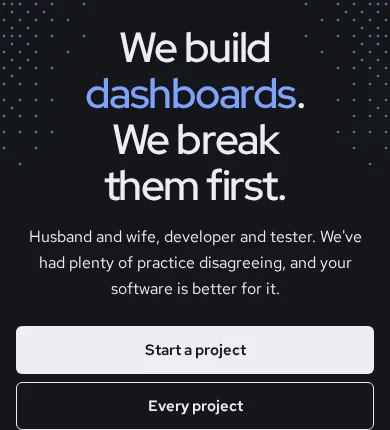 We build
dashboards.
We break
them first.
Husband and wife, developer and tester. We've
had plenty of practice disagreeing, and your
software is better for it.
Start a project
Every project